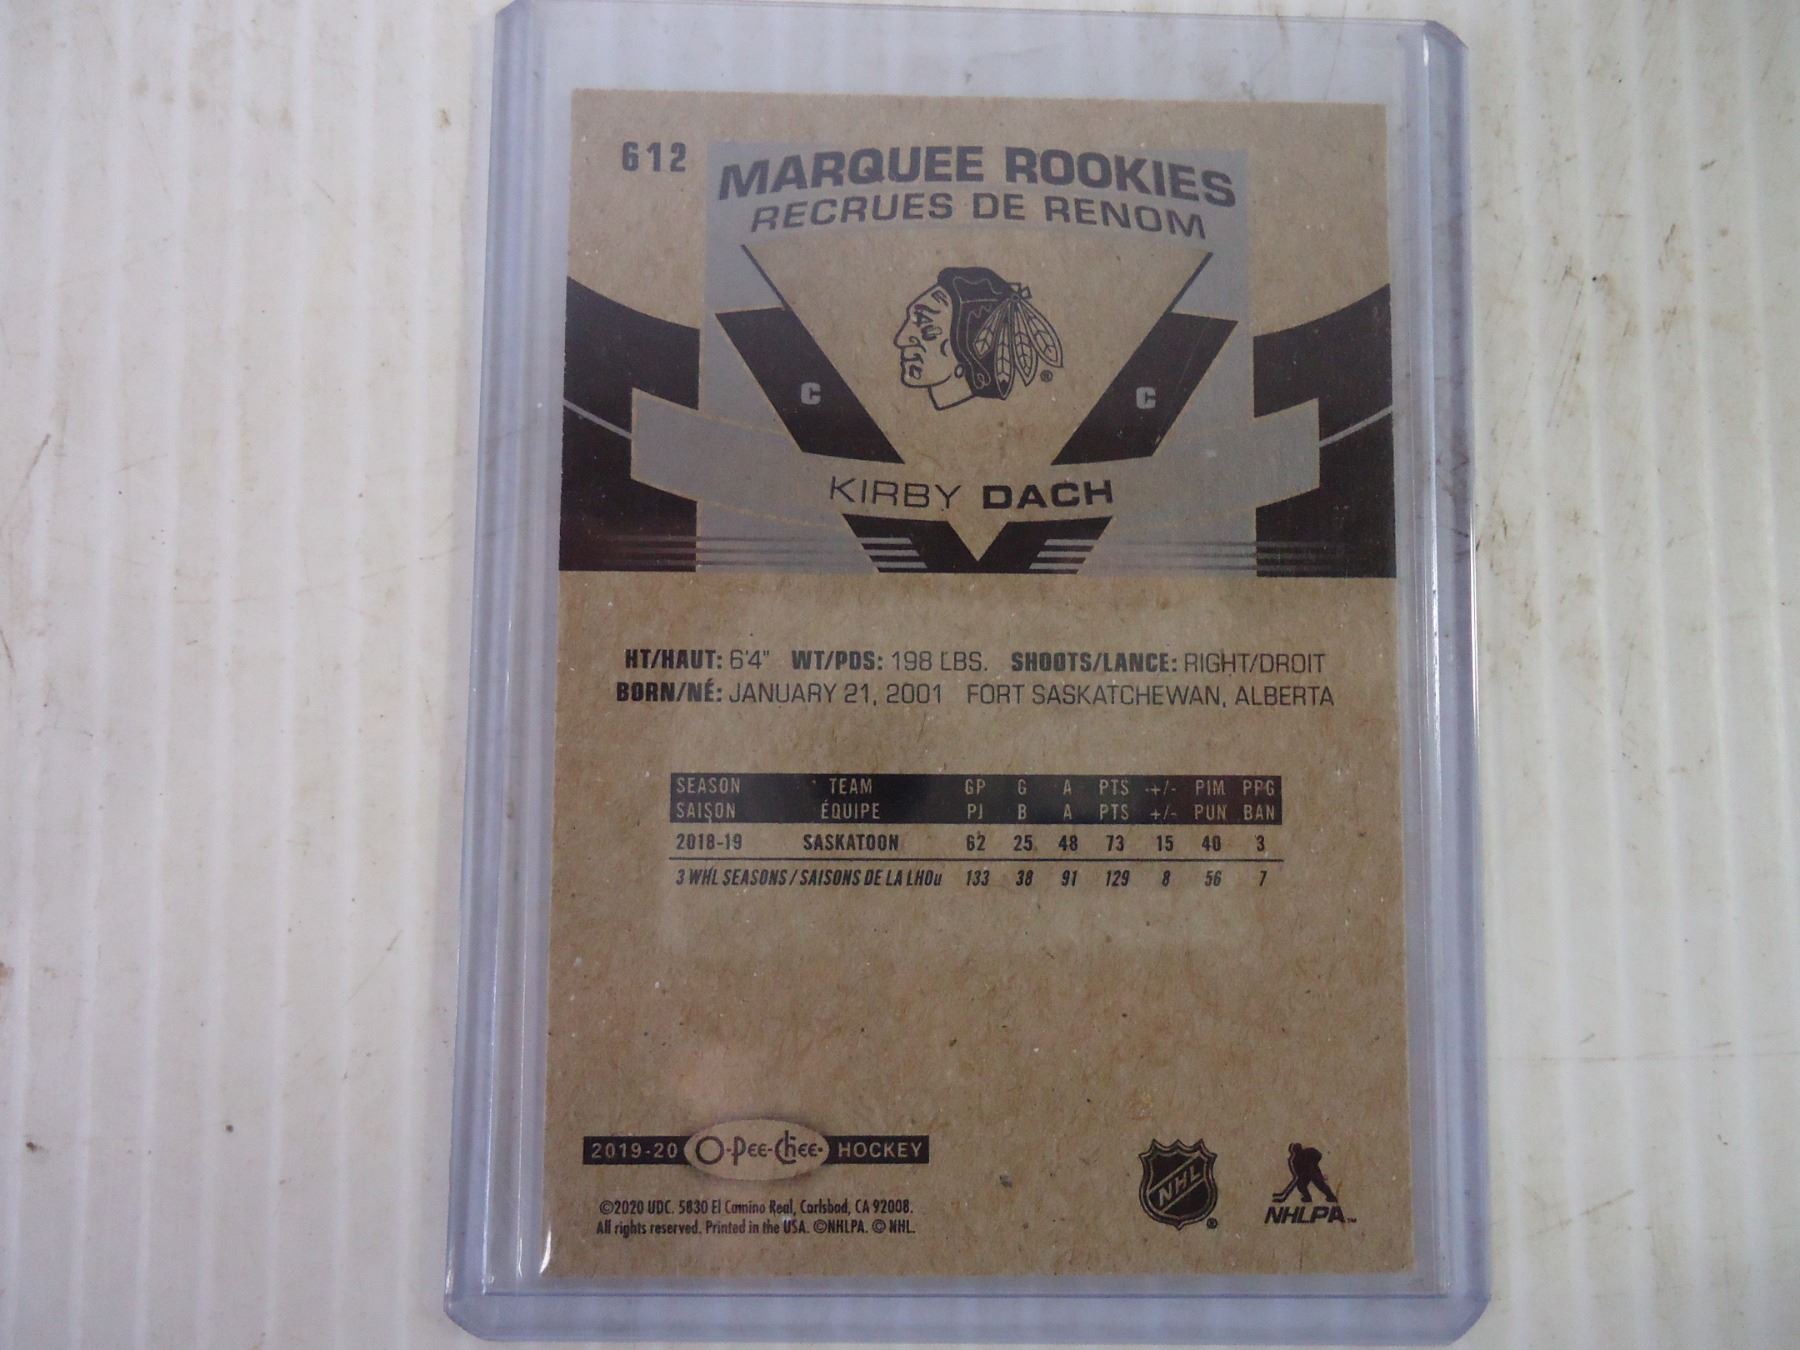 612
MARQUEE ROOKIES
RECRUES DE RENOM
C C
KIRBY DACH
HT/HAUT: 6'4" WT/PDS: 198 LBS. SHOOTS/LANCE: RIGHT/DROIT
BORN/NÉ: JANUARY 21, 2001 FORT SASKATCHEWAN, ALBERTA
SEASON TEAM GP G A PTS +/- PIM PPG
SAISON ÉQUIPE PJ B A PTS +/- PUN BAN
2018-19 SASKATOON 62 25 48 73 15 40 3
3 WHL SEASONS / SAISONS DE LA LHOu 133 38 91 129 8 56 7
2019-20 O-Pee-Chee HOCKEY
©2020 UDC. 5830 El Camino Real, Carlsbad, CA 92008.
All rights reserved. Printed in the USA. ©NHLPA. © NHL.
NHL ®
NHLPA™